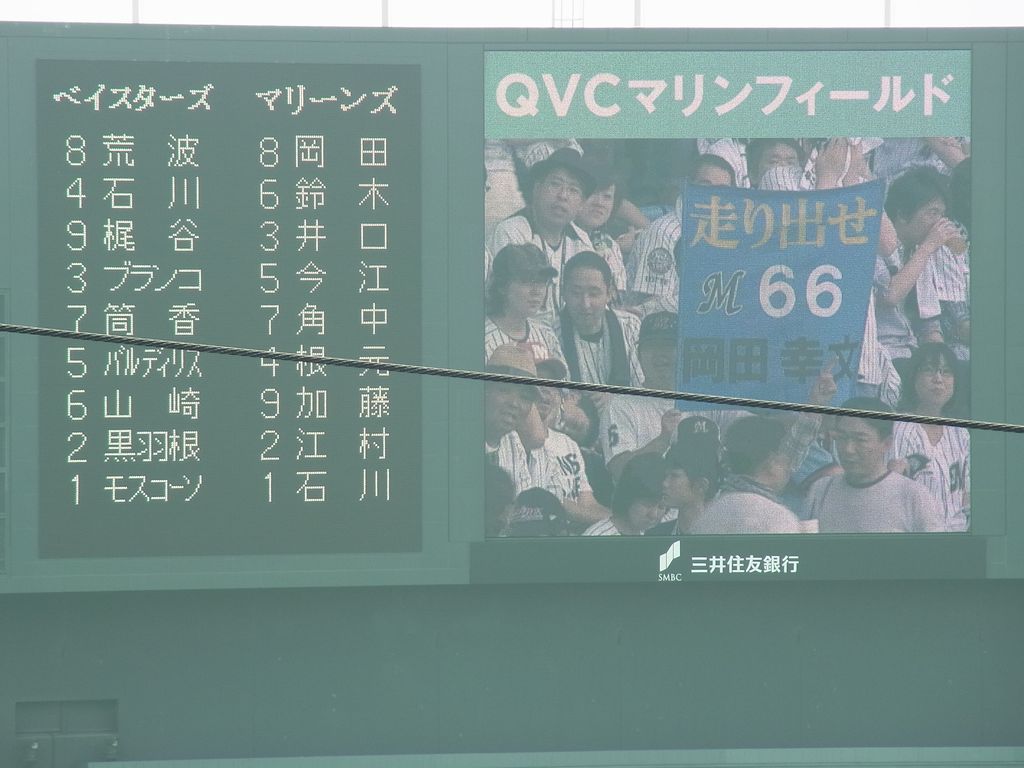 ベイスターズ マリーンズ
8 荒波 8 岡田
4 石川 6 鈴木
9 梶谷 3 井口
3 ブランコ 5 今江
7 筒香 7 角中
5 バルディリス 4 根元
6 山崎 9 加藤
2 黒羽根 2 江村
1 モスコーソ 1 石川
QVCマリンフィールド
走り出せ
M 66
岡田 幸文
SMBC 三井住友銀行